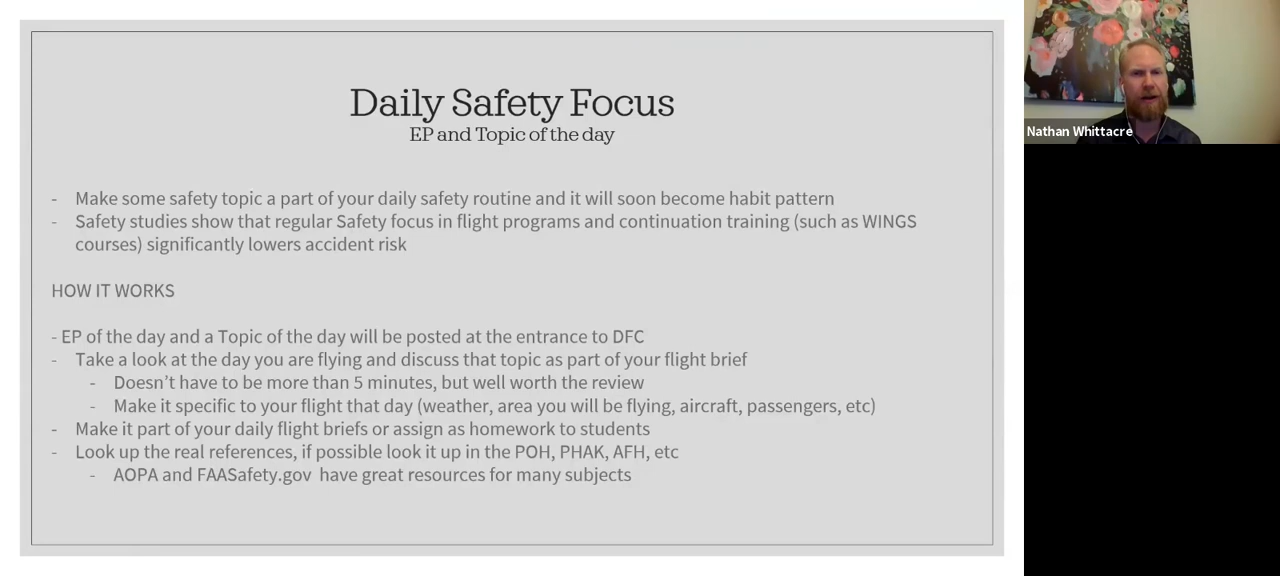 Daily Safety Focus
EP and Topic of the day
- Make some safety topic a part of your daily safety routine and it will soon become habit pattern
- Safety studies show that regular Safety focus in flight programs and continuation training (such as WINGS
courses) significantly lowers accident risk
HOW IT WORKS
- EP of the day and a Topic of the day will be posted at the entrance to DFC
- Take a look at the day you are flying and discuss that topic as part of your flight brief
- Doesn't have to be more than 5 minutes, but well worth the review
- Make it specific to your flight that day (weather, area you will be flying, aircraft, passengers, etc)
- Make it part of your daily flight briefs or assign as homework to students
- Look up the real references, if possible look it up in the POH, PHAK, AFH, etc
- AOPA and FAASafety.gov have great resources for many subjects
Nathan Whittacre